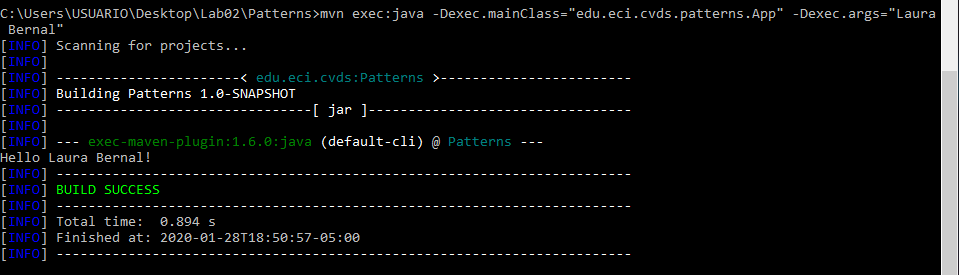 C:\Users\USUARIO\Desktop\Lab02\Patterns>mvn exec:java -Dexec.mainClass="edu.eci.cvds.patterns.App" -Dexec.args="Laura
 Bernal"
[INFO] Scanning for projects...
[INFO]
[INFO] -----------------------< edu.eci.cvds:Patterns >------------------------
[INFO] Building Patterns 1.0-SNAPSHOT
[INFO] --------------------------------[ jar ]---------------------------------
[INFO]
[INFO] --- exec-maven-plugin:1.6.0:java (default-cli) @ Patterns ---
Hello Laura Bernal!
[INFO] ------------------------------------------------------------------------
[INFO] BUILD SUCCESS
[INFO] ------------------------------------------------------------------------
[INFO] Total time:  0.894 s
[INFO] Finished at: 2020-01-28T18:50:57-05:00
[INFO] ------------------------------------------------------------------------